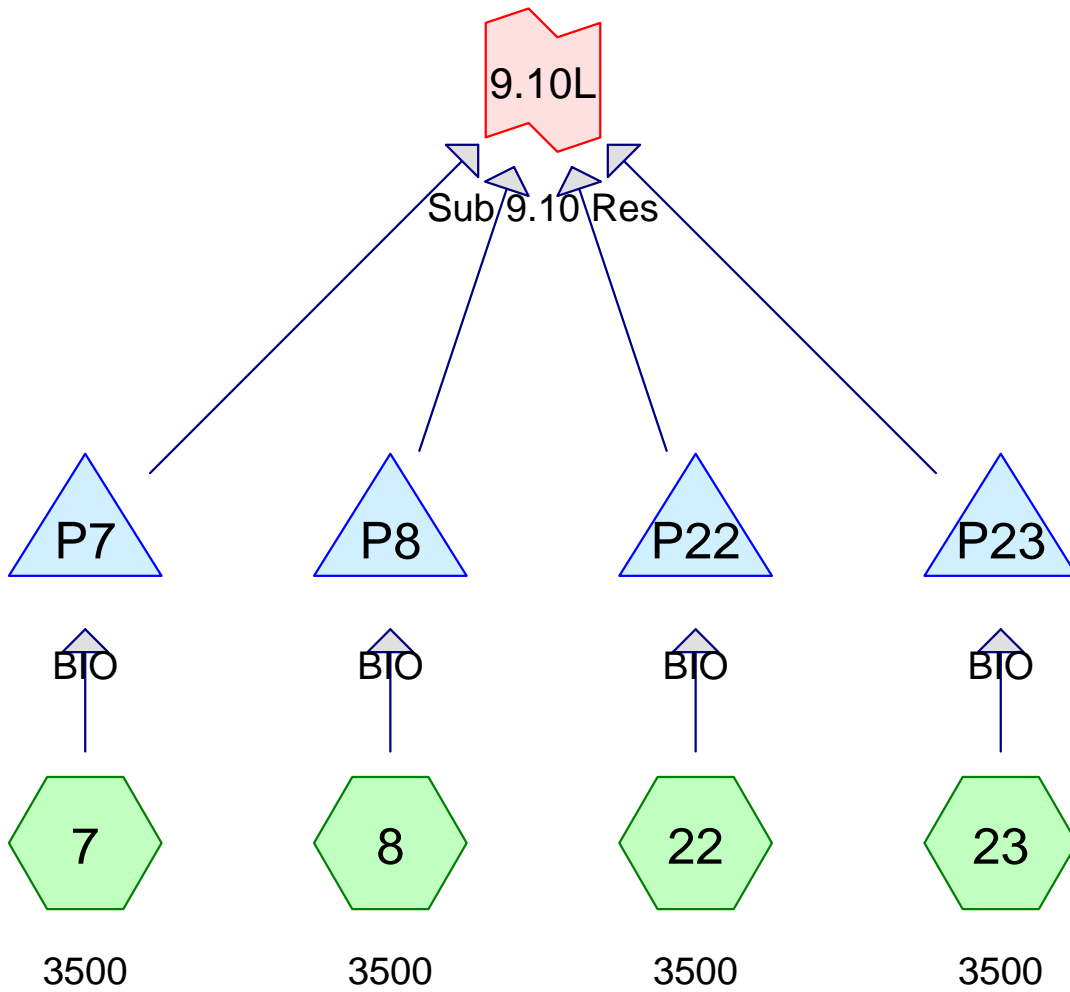 9.10L
Sub 9.10 Res
P7 P8 P22 P23
BIO BIO BIO BIO
7 8 22 23
3500 3500 3500 3500